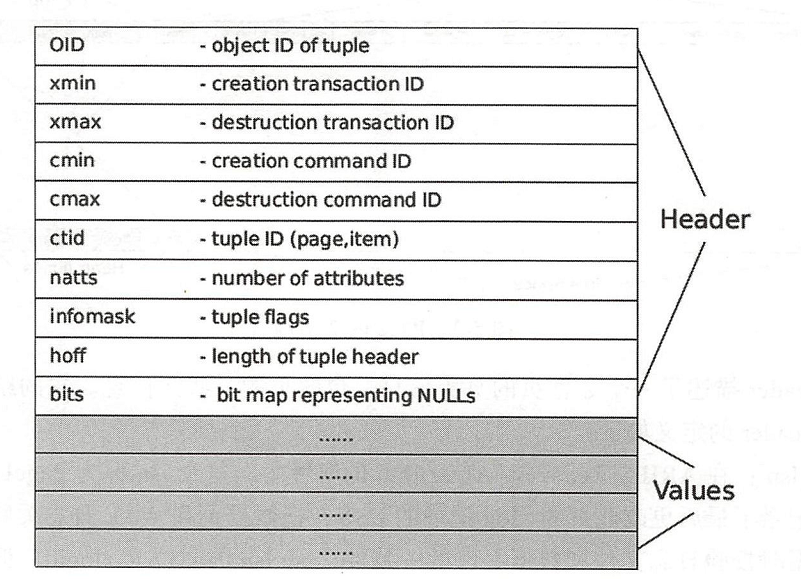 OID - object ID of tuple
xmin - creation transaction ID
xmax - destruction transaction ID
cmin - creation command ID
cmax - destruction command ID
ctid - tuple ID (page,item)
natts - number of attributes
infomask - tuple flags
hoff - length of tuple header
bits - bit map representing NULLs
Header
......
......
......
......
Values